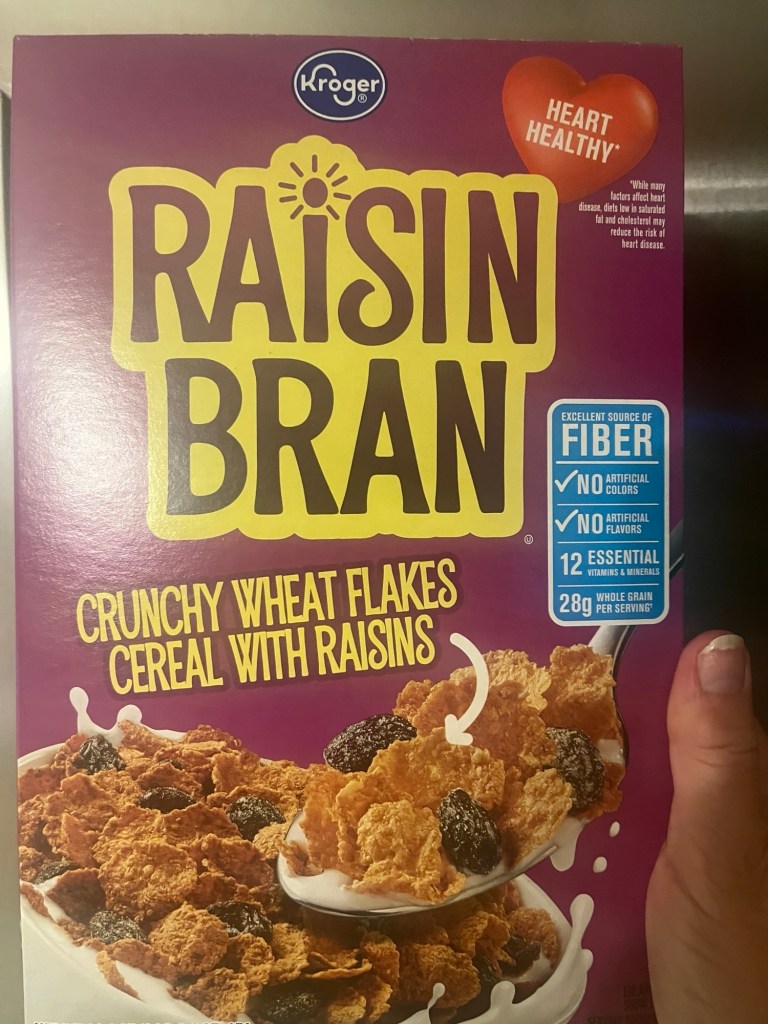 Kroger®
HEART
HEALTHY*
*While many
factors affect heart
disease, diets low in saturated
fat and cholesterol may
reduce the risk of
heart disease.
RAISIN
BRAN
EXCELLENT SOURCE OF
FIBER
NO ARTIFICIAL
COLORS
NO ARTIFICIAL
FLAVORS
12 ESSENTIAL
VITAMINS & MINERALS
28g WHOLE GRAIN
PER SERVING†
CRUNCHY WHEAT FLAKES
CEREAL WITH RAISINS